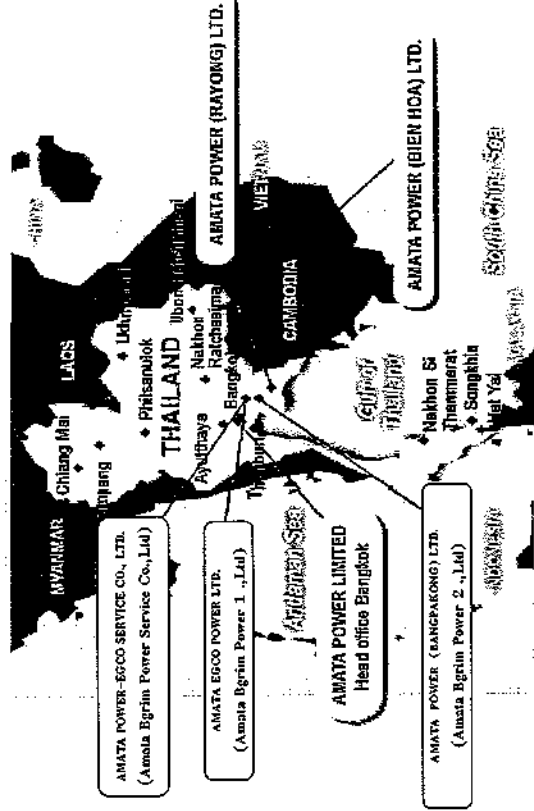 MYANMAR
LAOS
Chiang Mai
Phitsanulok
THAILAND
Nakhon
Ratchasima
Ayutthaya
Bangkok
CAMBODIA
VIETNAM
Gulf of
Thailand
Andaman Sea
South China Sea
Nakhon Si
Thammarat
Songkhla
Hat Yai
AMATA POWER-EGCO SERVICE CO., LTD.
(Amata Bgrim Power Service Co.,Ltd)
AMATA EGCO POWER LTD.
(Amata Bgrim Power 1 .,Ltd)
AMATA POWER LIMITED
Head office Bangkok
AMATA POWER (BANGPAKONG) LTD.
(Amata Bgrim Power 2 .,Ltd)
AMATA POWER (RAYONG) LTD.
AMATA POWER (BIEN HOA) LTD.